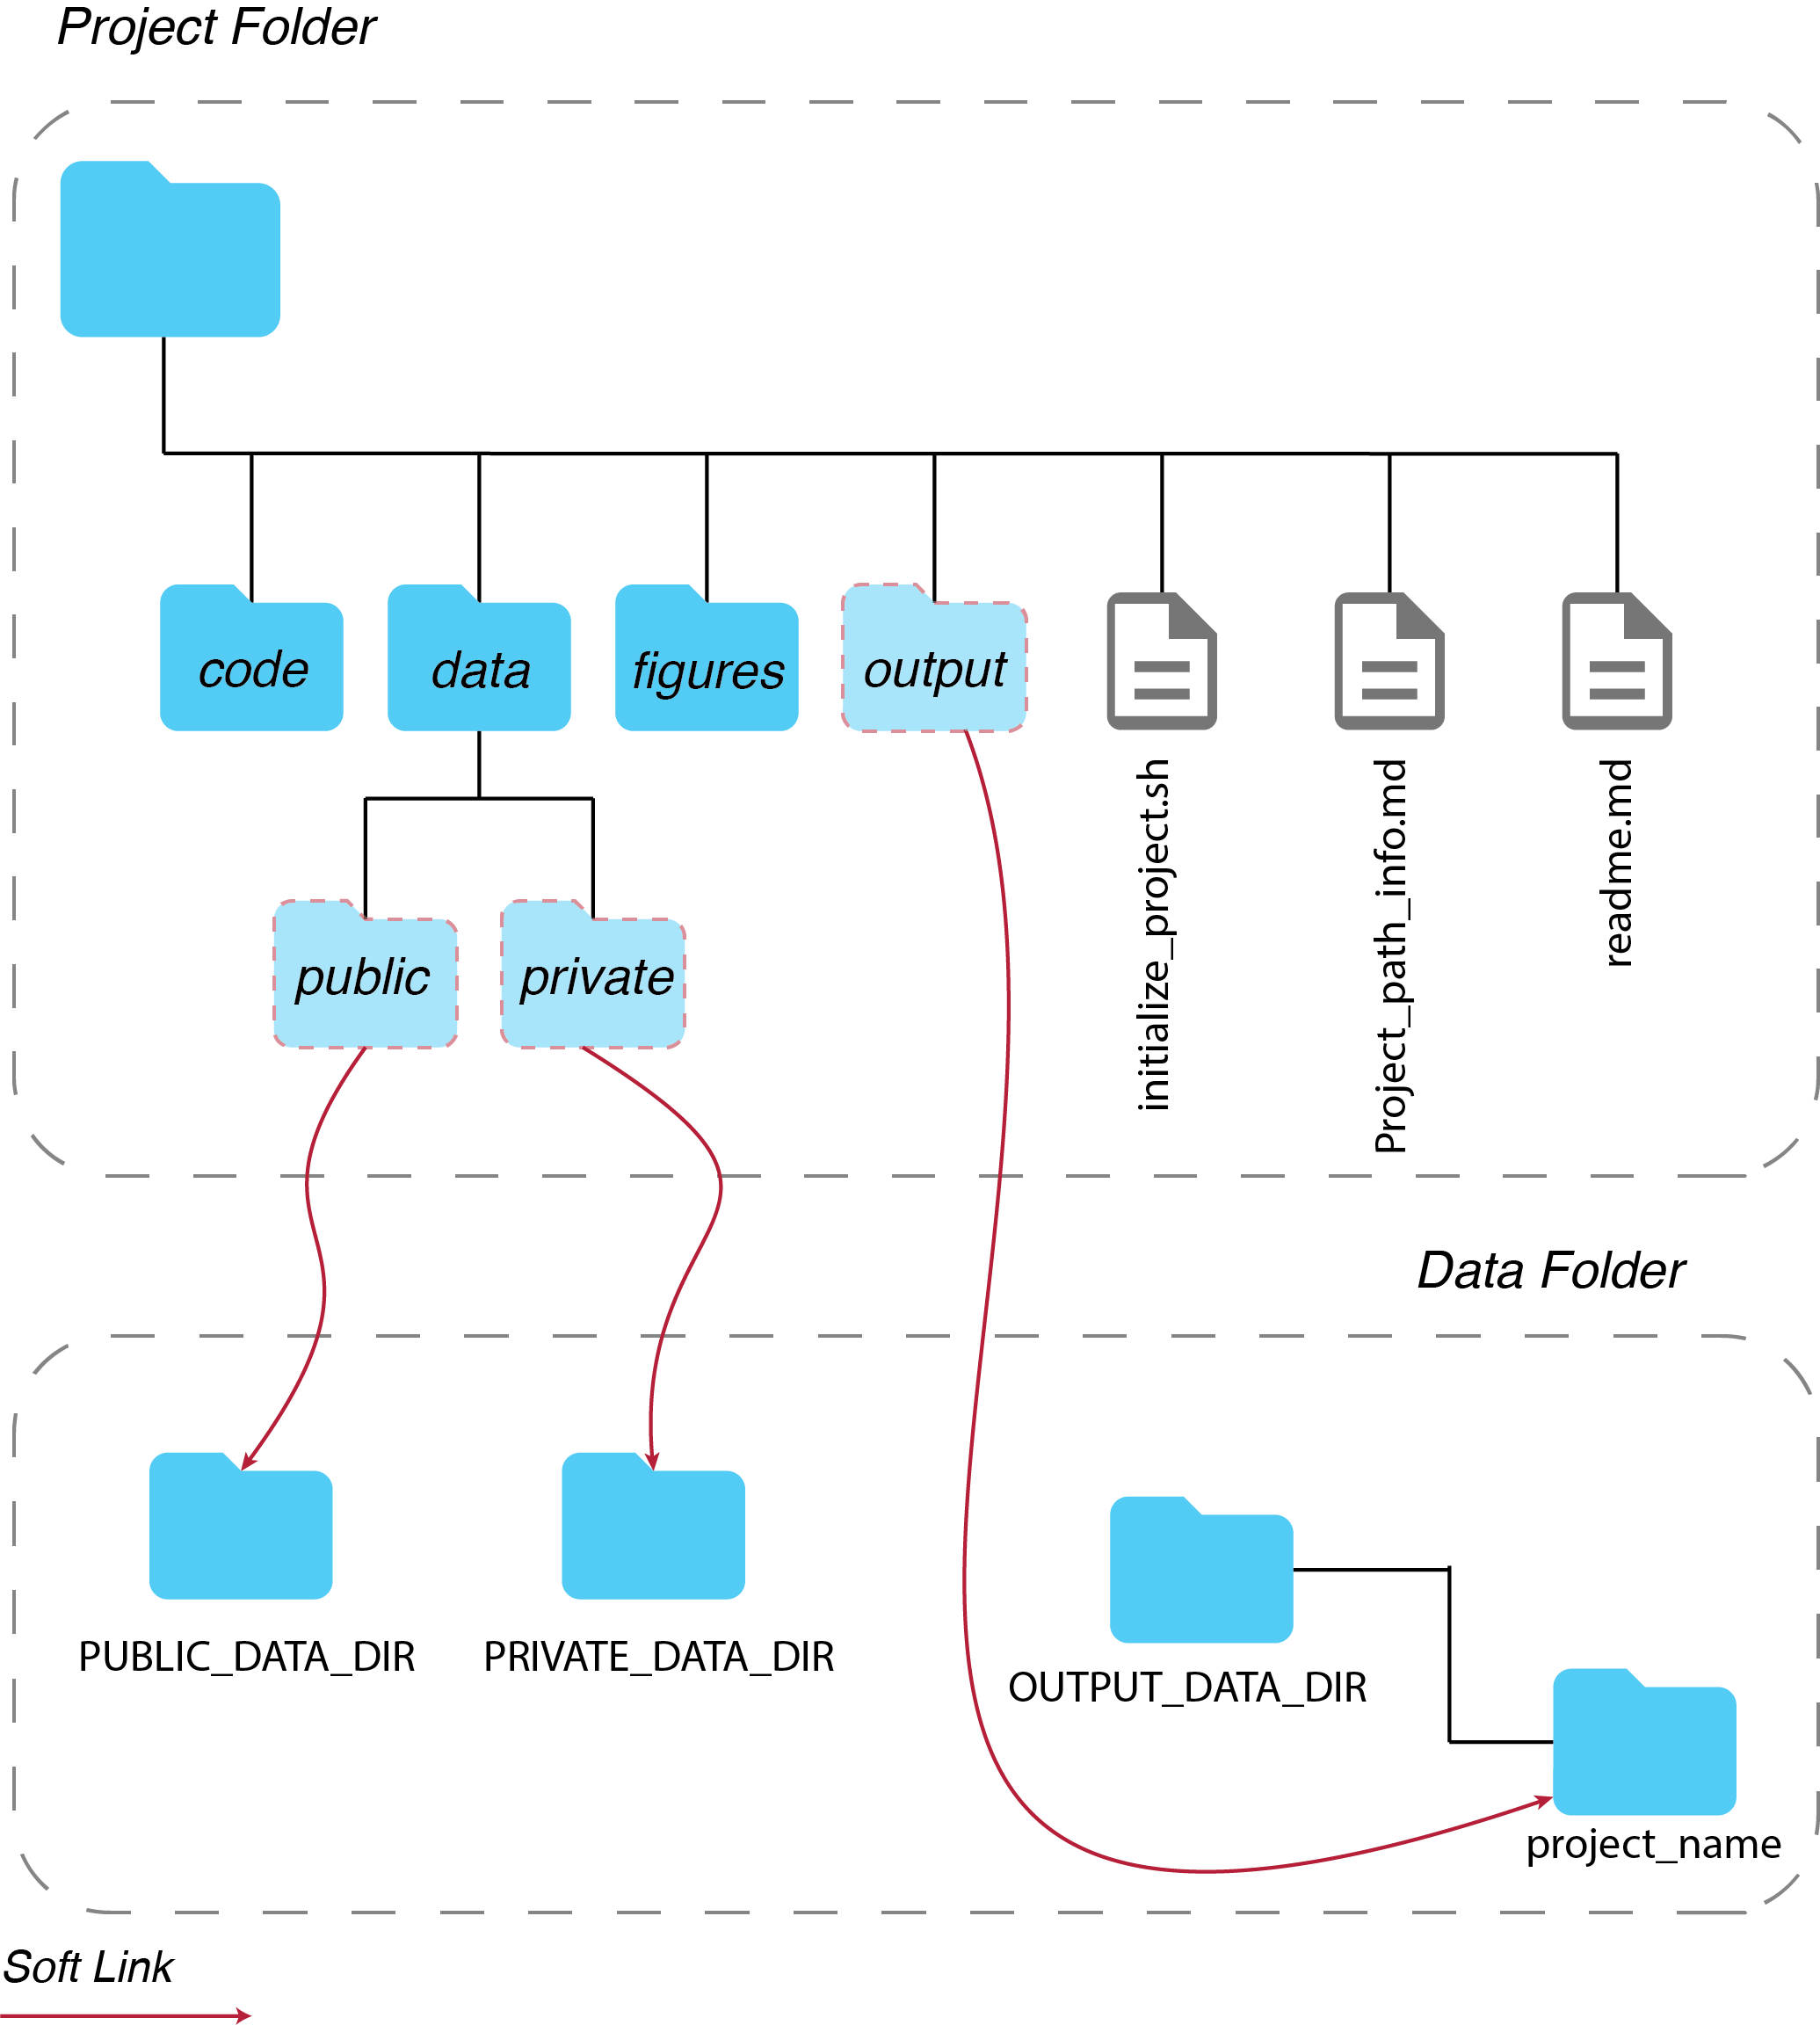 Project Folder
code
data
figures
output
initialize_project.sh
Project_path_info.md
readme.md
public
private
Data Folder
PUBLIC_DATA_DIR
PRIVATE_DATA_DIR
OUTPUT_DATA_DIR
project_name
Soft Link